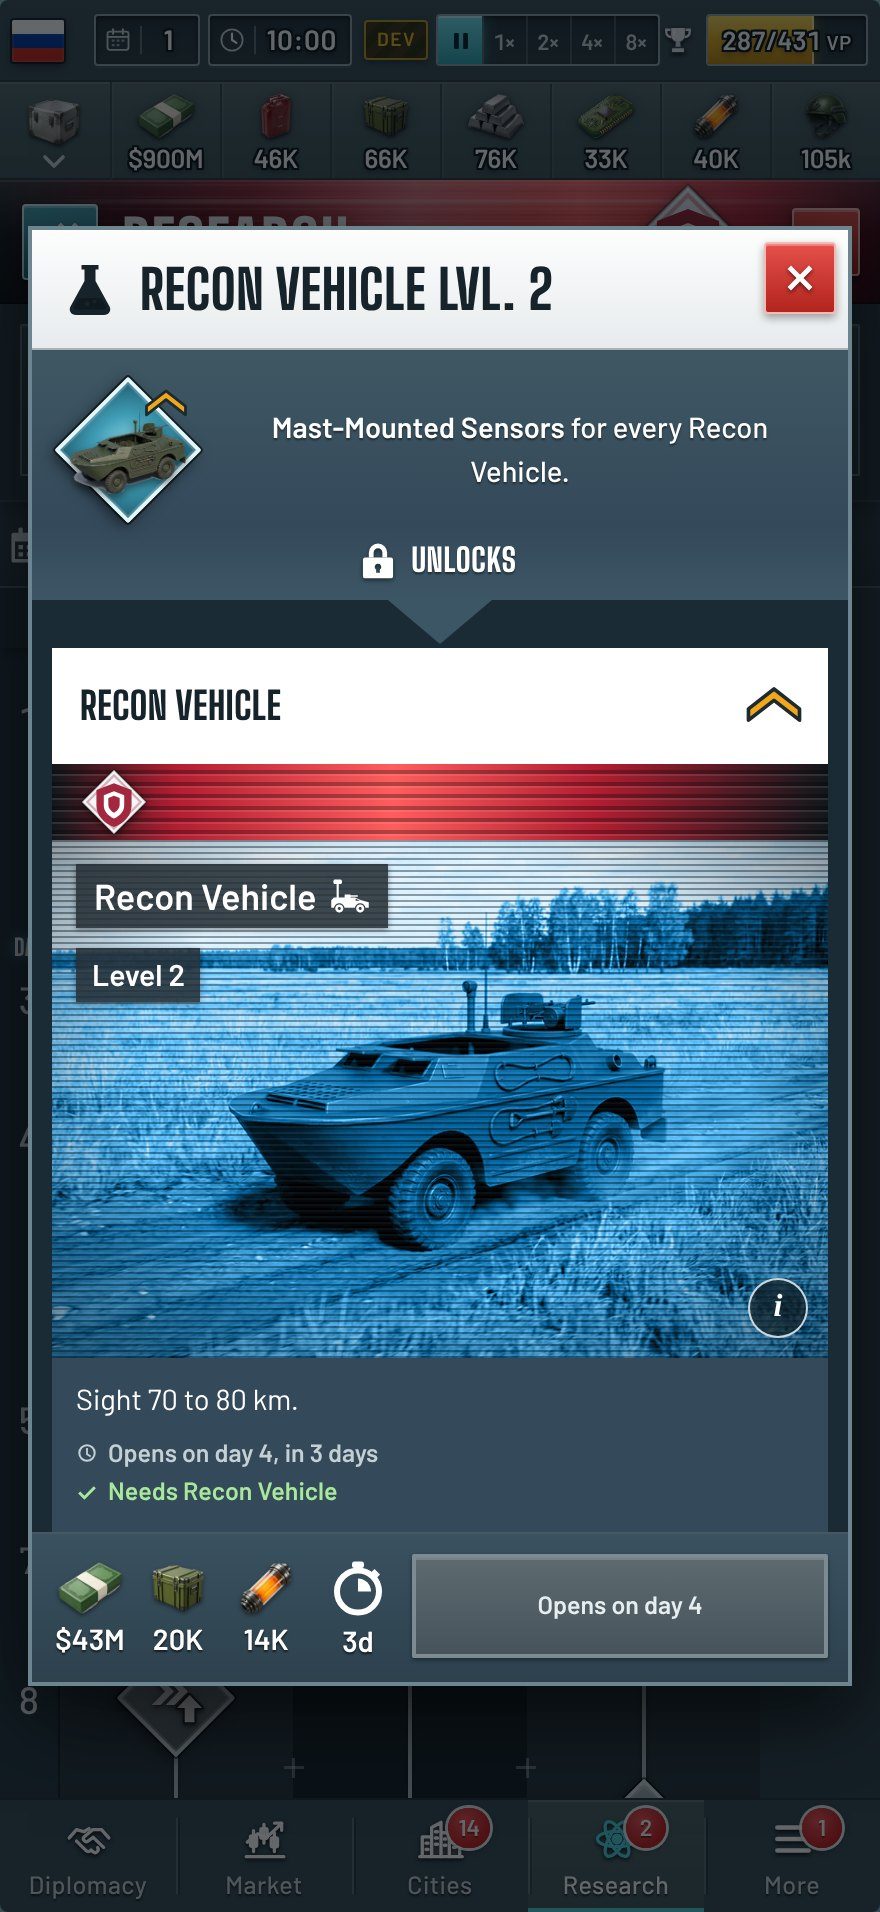 1
10:00
DEV
1×
2×
4×
8×
287/431 VP
$900M
46K
66K
76K
33K
40K
105k
RESEARCH
RECON VEHICLE LVL. 2
Mast-Mounted Sensors for every Recon
Vehicle.
UNLOCKS
RECON VEHICLE
Recon Vehicle
Level 2
i
Sight 70 to 80 km.
Opens on day 4, in 3 days
Needs Recon Vehicle
$43M
20K
14K
3d
Opens on day 4
8
14
2
1
Diplomacy
Market
Cities
Research
More